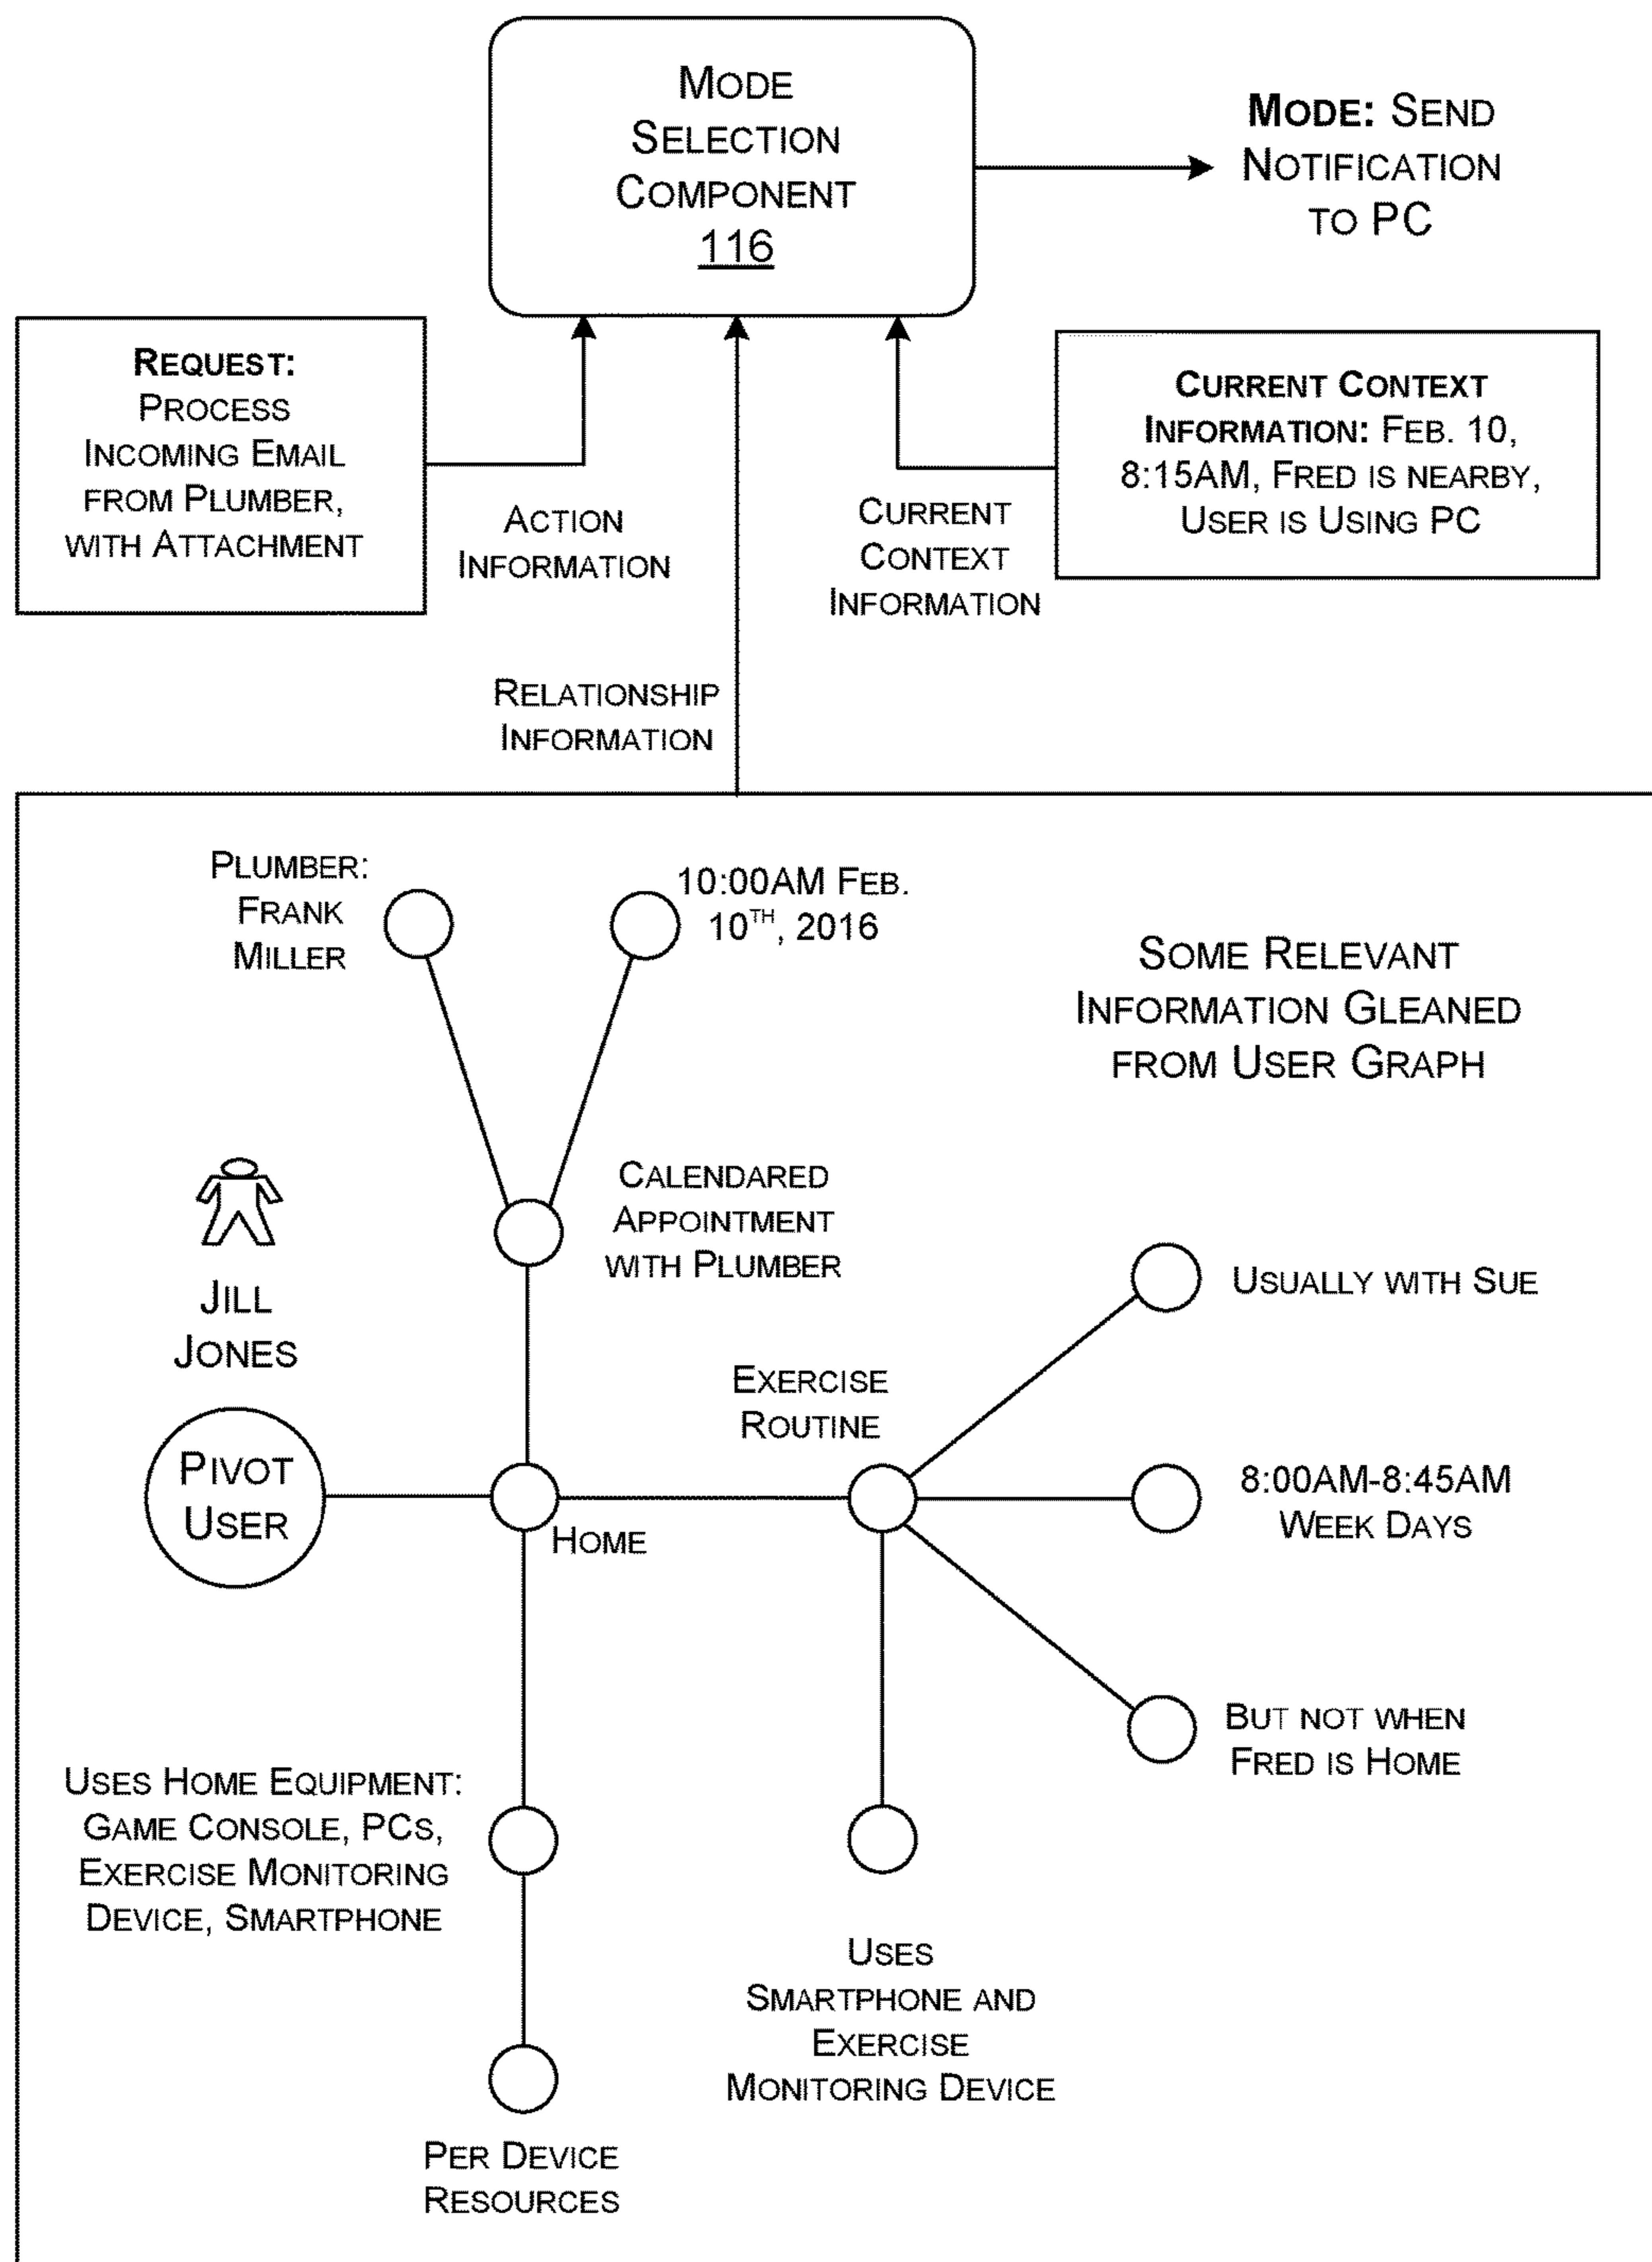 MODE
SELECTION
COMPONENT
116
MODE: SEND
NOTIFICATION
TO PC
REQUEST:
PROCESS
INCOMING EMAIL
FROM PLUMBER,
WITH ATTACHMENT
ACTION
INFORMATION
CURRENT CONTEXT
INFORMATION: FEB. 10,
8:15AM, FRED IS NEARBY,
USER IS USING PC
CURRENT
CONTEXT
INFORMATION
RELATIONSHIP
INFORMATION
PLUMBER:
FRANK
MILLER
10:00AM FEB.
10TH, 2016
SOME RELEVANT
INFORMATION GLEANED
FROM USER GRAPH
CALENDARED
APPOINTMENT
WITH PLUMBER
JILL
JONES
PIVOT
USER
HOME
EXERCISE
ROUTINE
USUALLY WITH SUE
8:00AM-8:45AM
WEEK DAYS
BUT NOT WHEN
FRED IS HOME
USES HOME EQUIPMENT:
GAME CONSOLE, PCS,
EXERCISE MONITORING
DEVICE, SMARTPHONE
USES
SMARTPHONE AND
EXERCISE
MONITORING DEVICE
PER DEVICE
RESOURCES